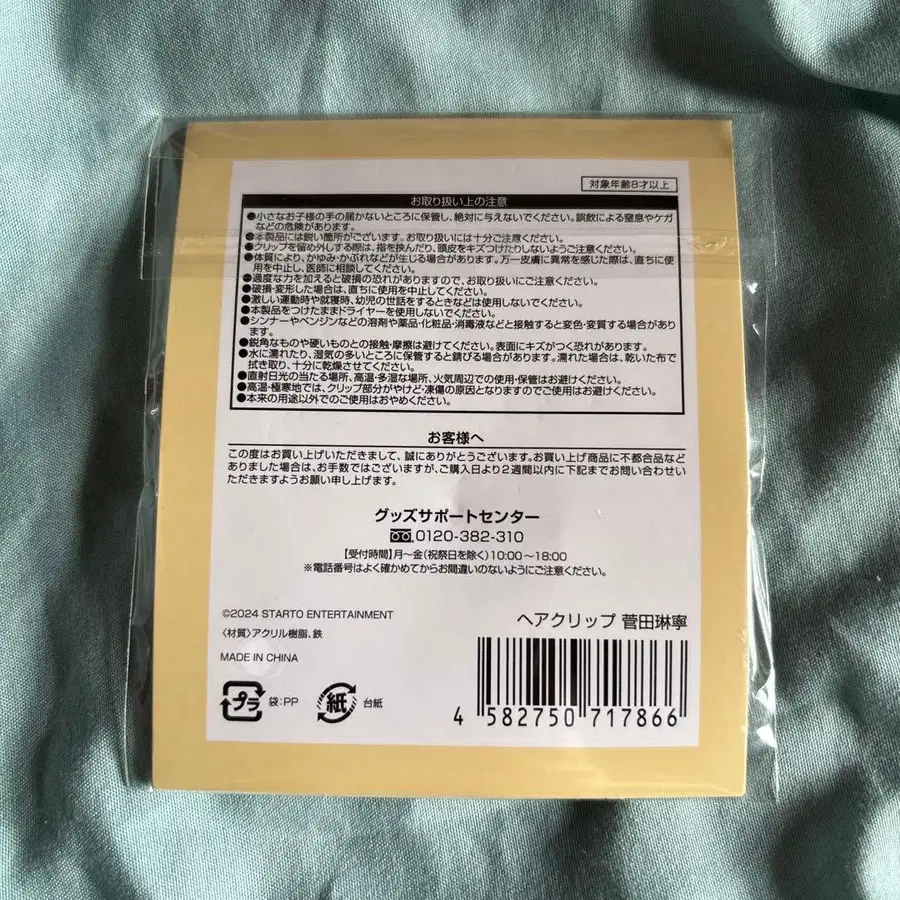 対象年齢8才以上
お取り扱い上の注意
●小さなお子様の手の届かないところに保管し、絶対に与えないでください。誤飲による窒息やケガ
などの危険があります。
●本製品には鋭い箇所がございます。お取り扱いには十分ご注意ください。
●クリップを留め外しする際は、指を挟んだり、頭皮をキズつけたりしないようご注意ください。
●体質により、かゆみ・かぶれなどが生じる場合があります。万一皮膚に異常を感じた際は、直ちに使
用を中止し、医師に相談してください。
●過度な力を加えると破損の恐れがありますので、お取り扱いにご注意ください。
●破損・変形した場合は、直ちに使用を中止してください。
●激しい運動時や就寝時、幼児の世話をするときなどは使用しないでください。
●本製品をつけたままドライヤーを使用しないでください。
●シンナーやベンジンなどの溶剤や薬品・化粧品・消毒液などと接触すると変色・変質する場合があり
ます。
●鋭角なものや硬いものとの接触・摩擦は避けてください。表面にキズがつく恐れがあります。
●水に濡れたり、湿気の多いところに保管すると錆びる場合があります。濡れた場合は、乾いた布で
拭き取り、十分に乾燥させてください。
●直射日光の当たる場所、高温・多湿な場所、火気周辺での使用・保管はお避けください。
●高温・極寒地では、クリップ部分がやけど・凍傷の原因となりますのでご使用はお避けください。
●本来の用途以外でのご使用はおやめください。
お客様へ
この度はお買い上げいただきまして、誠にありがとうございます。お買い上げ商品に不都合品など
ありました場合は、お手数ではございますが、ご購入日より2週間以内に下記までお問い合わせい
ただきますようお願い申し上げます。
グッズサポートセンター
0120-382-310
【受付時間】月〜金(祝祭日を除く)10:00〜18:00
※電話番号はよく確かめてからお間違いのないようにご注意ください。
©2024 STARTO ENTERTAINMENT
〈材質〉アクリル樹脂、鉄
MADE IN CHINA
ヘアクリップ 菅田琳寧
プラ 袋:PP 紙 台紙
4 582750 717866